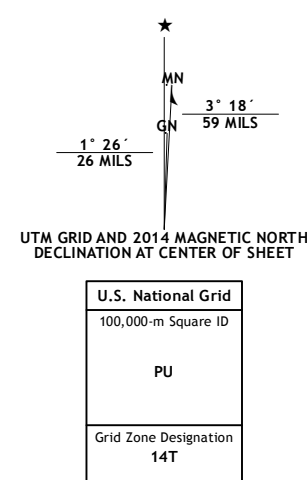 ★
MN
GN
3° 18´
59 MILS
1° 26´
26 MILS
UTM GRID AND 2014 MAGNETIC NORTH
DECLINATION AT CENTER OF SHEET
U.S. National Grid
100,000-m Square ID
PU
Grid Zone Designation
14T